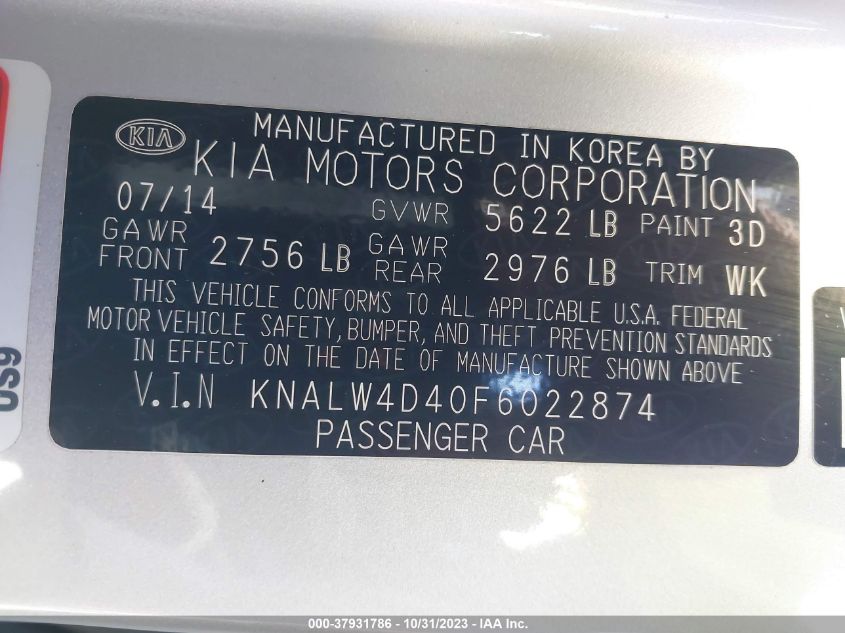 KIA
MANUFACTURED IN KOREA BY
KIA MOTORS CORPORATION
07/14 GVWR 5622 LB PAINT 3D
GAWR FRONT 2756 LB GAWR REAR 2976 LB TRIM WK
THIS VEHICLE CONFORMS TO ALL APPLICABLE U.S.A. FEDERAL
MOTOR VEHICLE SAFETY, BUMPER, AND THEFT PREVENTION STANDARDS
IN EFFECT ON THE DATE OF MANUFACTURE SHOWN ABOVE
V.I.N KNALW4D40F6022874
PASSENGER CAR
000-37931786 - 10/31/2023 - IAA Inc.